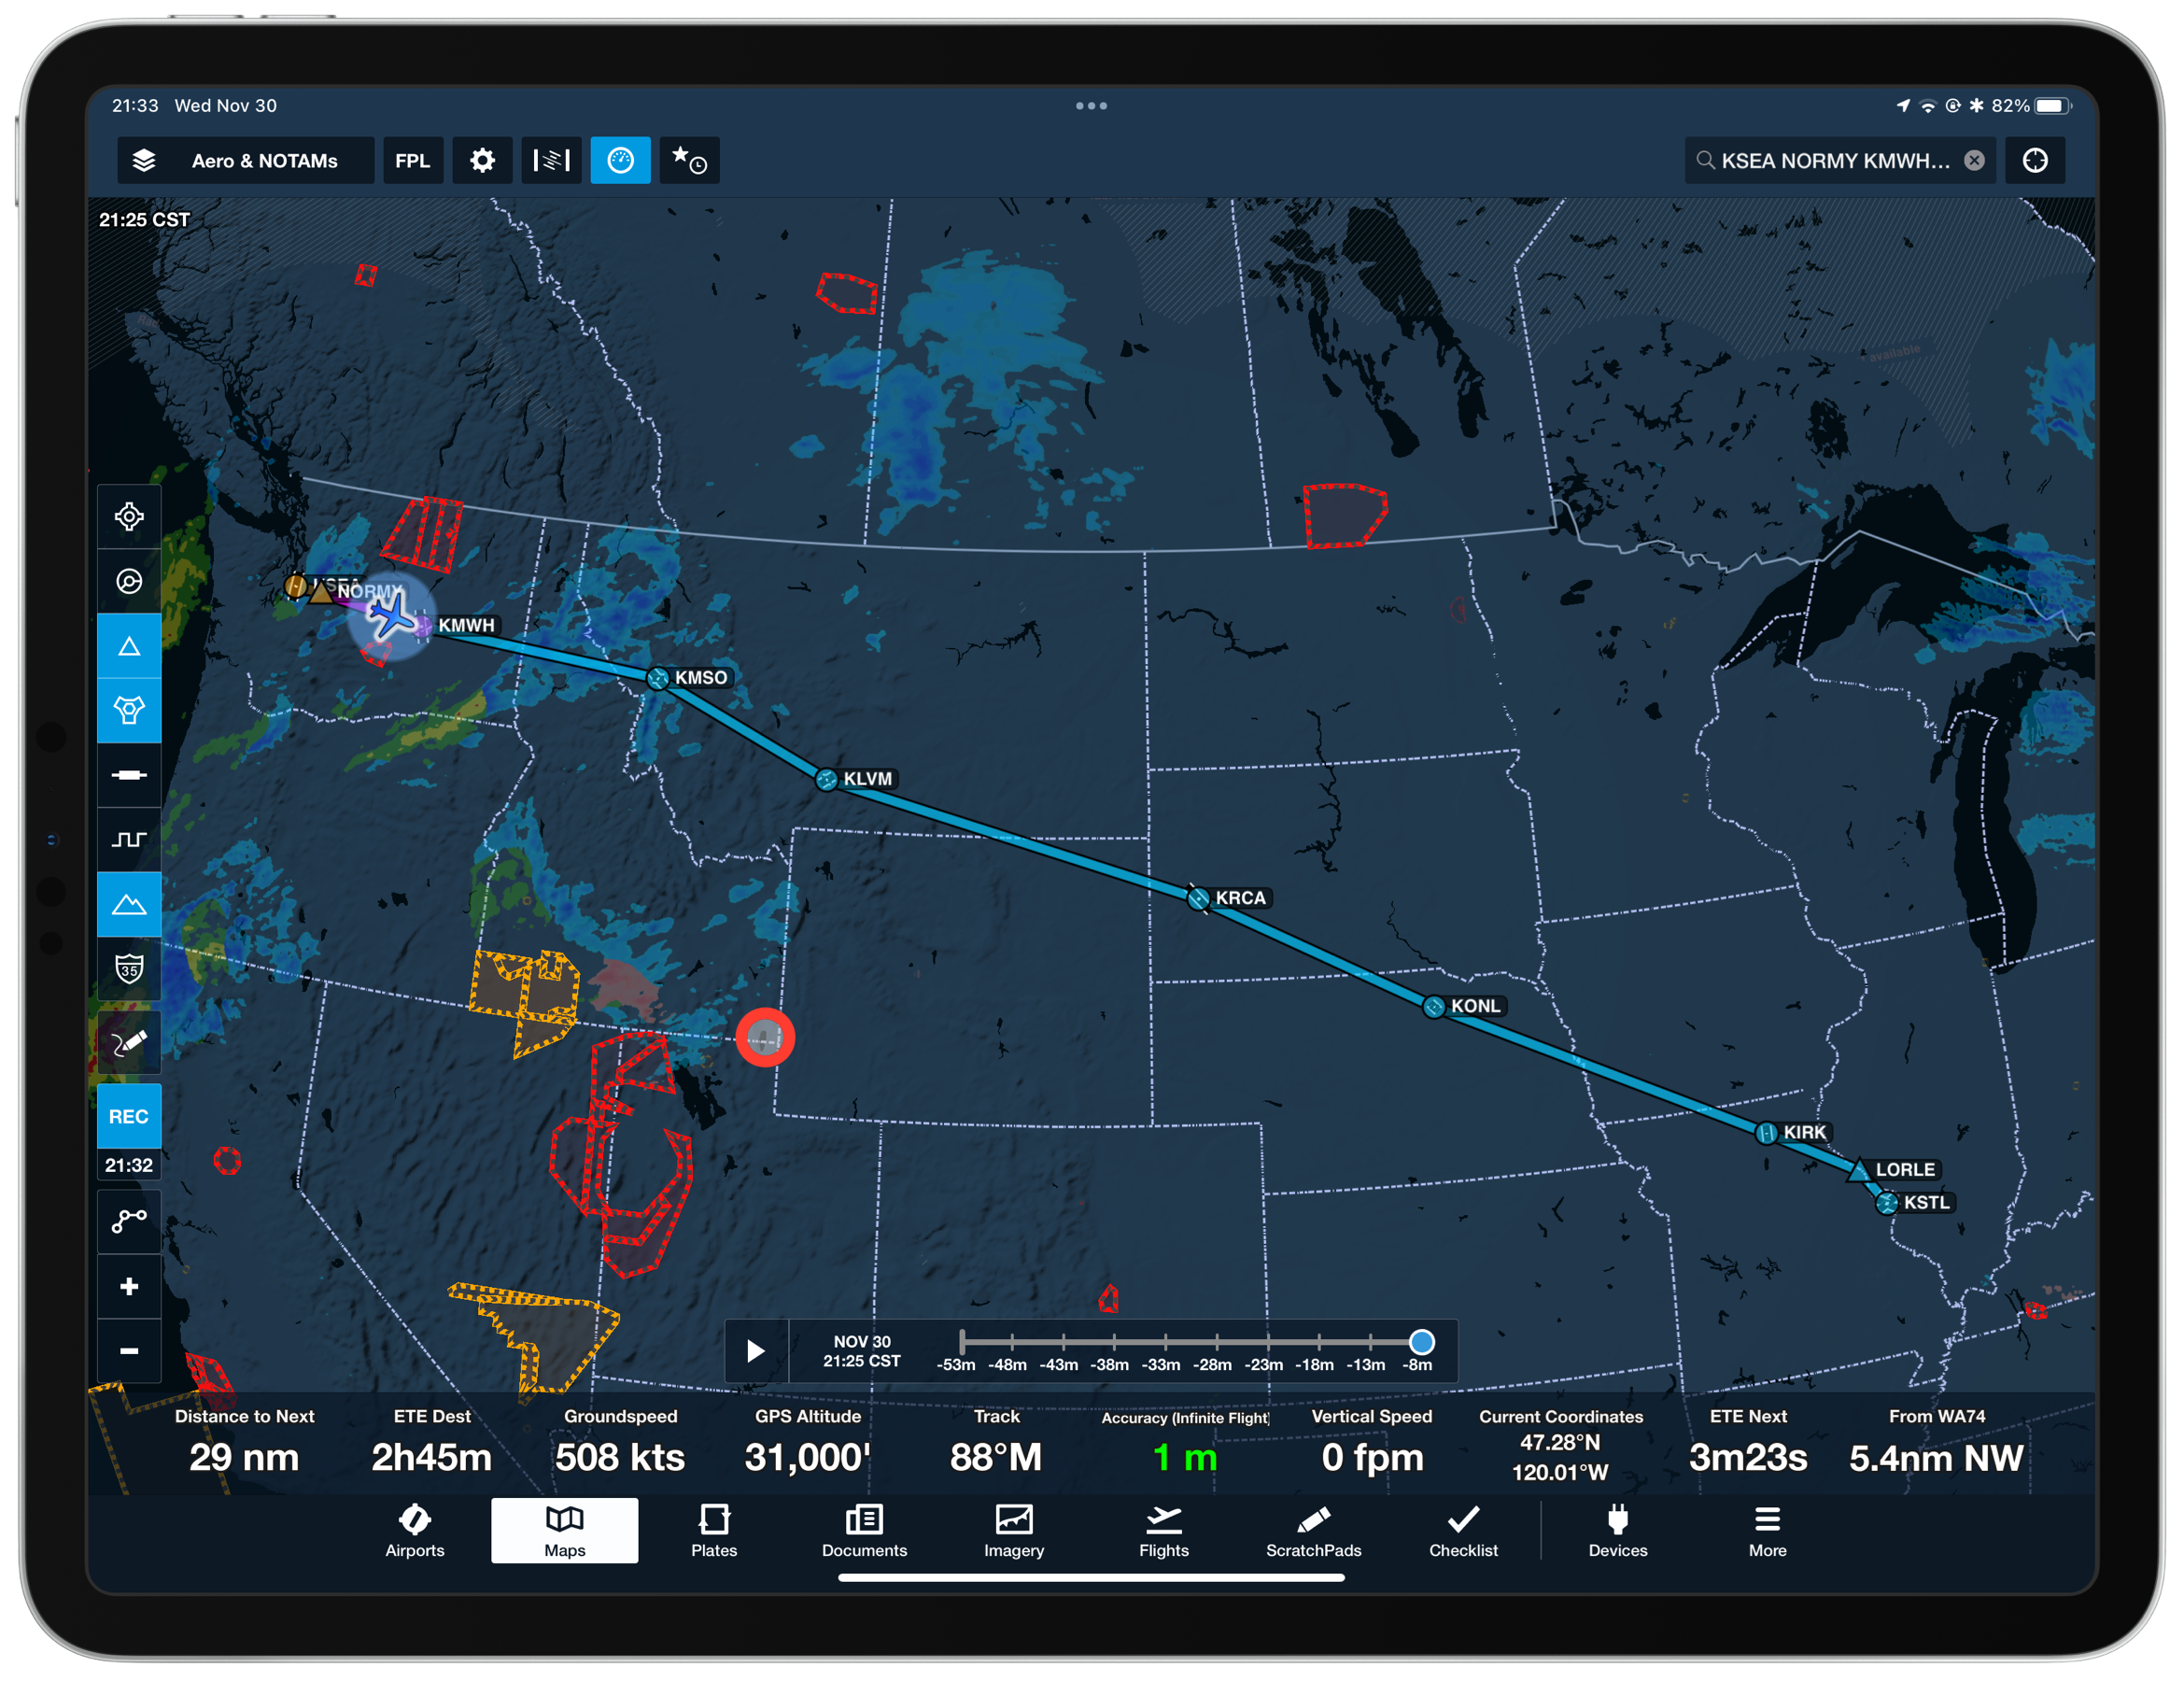 21:33 Wed Nov 30
82%
Aero & NOTAMs
FPL
KSEA NORMY KMWH...
21:25 CST
available
KSEA
NORMY
KMWH
KMSO
KLVM
KRCA
KONL
KIRK
LORLE
KSTL
35
REC
21:32
NOV 30
21:25 CST
-53m -48m -43m -38m -33m -28m -23m -18m -13m -8m
Distance to Next
29 nm
ETE Dest
2h45m
Groundspeed
508 kts
GPS Altitude
31,000'
Track
88°M
Accuracy (Infinite Flight)
1 m
Vertical Speed
0 fpm
Current Coordinates
47.28°N
120.01°W
ETE Next
3m23s
From WA74
5.4nm NW
Airports
Maps
Plates
Documents
Imagery
Flights
ScratchPads
Checklist
Devices
More